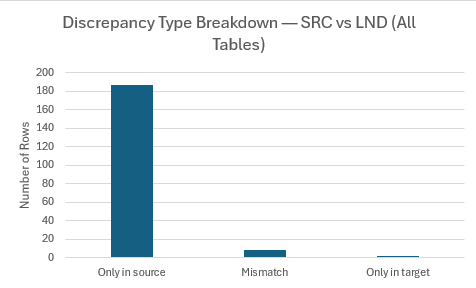 Discrepancy Type Breakdown — SRC vs LND (All
Tables)
Number of Rows
200
180
160
140
120
100
80
60
40
20
0
Only in source
Mismatch
Only in target